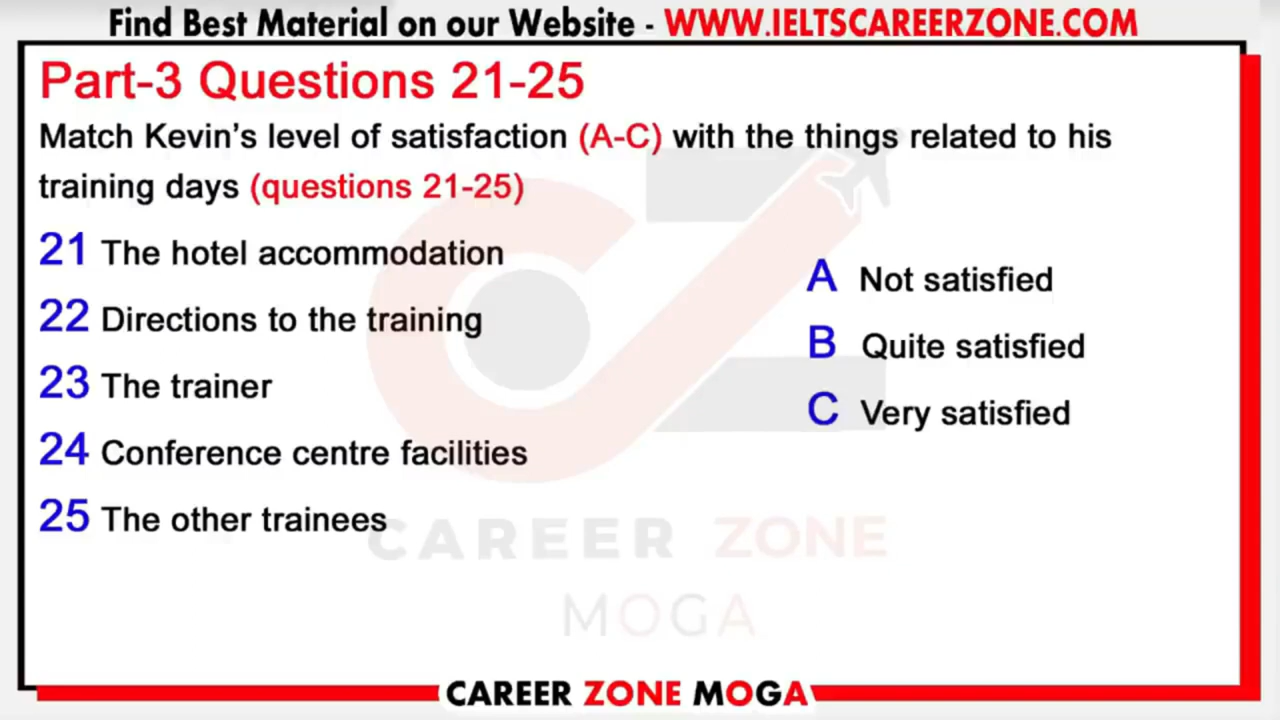 Find Best Material on our Website - WWW.IELTSCAREERZONE.COM
Part-3 Questions 21-25
Match Kevin's level of satisfaction (A-C) with the things related to his
training days (questions 21-25)
21 The hotel accommodation
22 Directions to the training
23 The trainer
24 Conference centre facilities
25 The other trainees
A Not satisfied
B Quite satisfied
C Very satisfied
CAREER ZONE
MOGA
CAREER ZONE MOGA